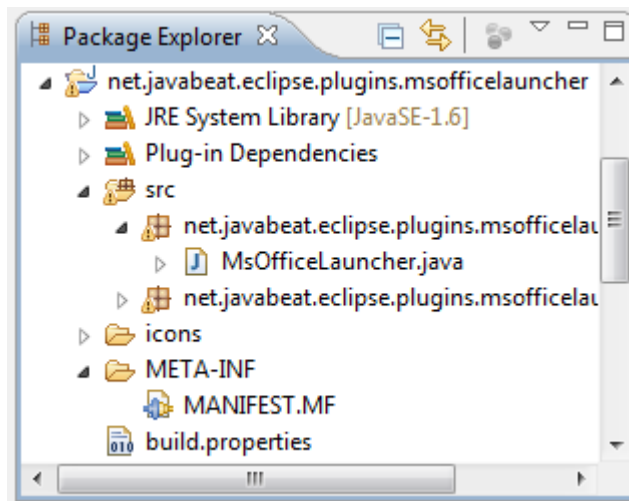 Package Explorer
net.javabeat.eclipse.plugins.msofficelauncher
JRE System Library [JavaSE-1.6]
Plug-in Dependencies
src
net.javabeat.eclipse.plugins.msofficelau
MsOfficeLauncher.java
net.javabeat.eclipse.plugins.msofficelau
icons
META-INF
MANIFEST.MF
build.properties